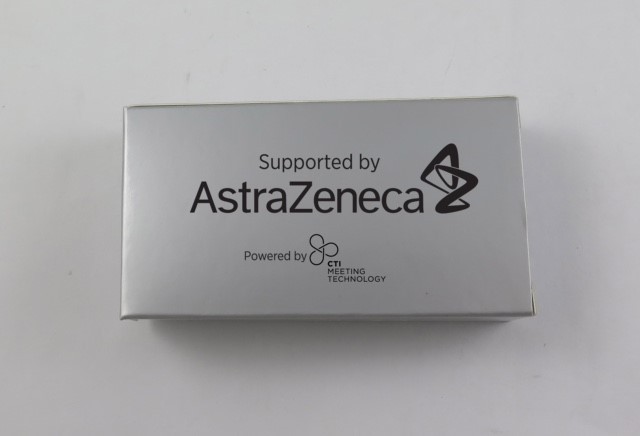 Supported by
AstraZeneca
Powered by
CTI
MEETING
TECHNOLOGY